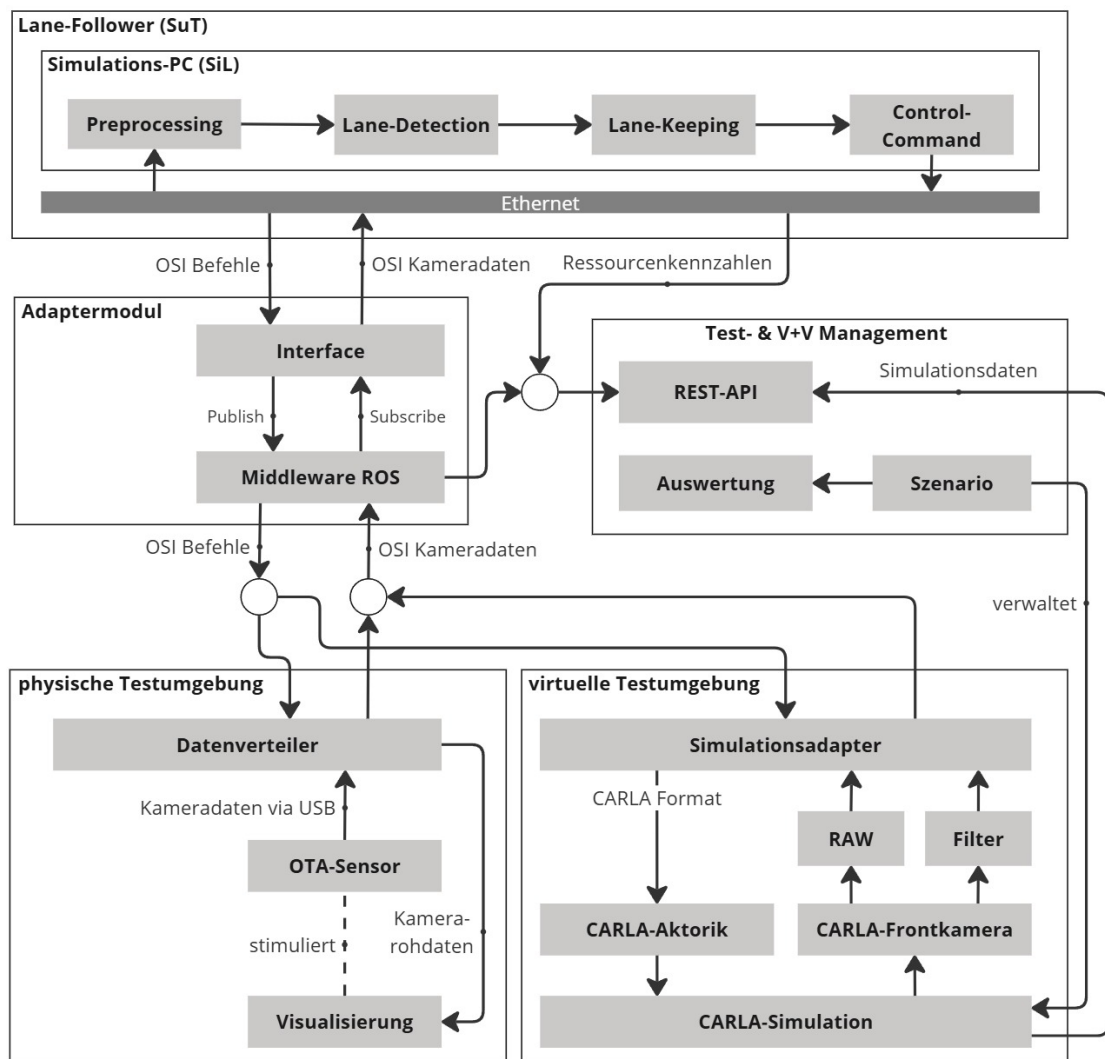 Lane-Follower (SuT)
Simulations-PC (SiL)
Preprocessing
Lane-Detection
Lane-Keeping
Control-
Command
Ethernet
OSI Befehle
OSI Kameradaten
Ressourcenkennzahlen
Adaptermodul
Interface
Publish
Subscribe
Middleware ROS
Test- & V+V Management
Simulationsdaten
REST-API
Auswertung
Szenario
OSI Befehle
OSI Kameradaten
verwaltet
physische Testumgebung
Datenverteiler
Kameradaten via USB
OTA-Sensor
Kamera-
rohdaten
stimuliert
Visualisierung
virtuelle Testumgebung
Simulationsadapter
CARLA Format
RAW
Filter
CARLA-Aktorik
CARLA-Frontkamera
CARLA-Simulation